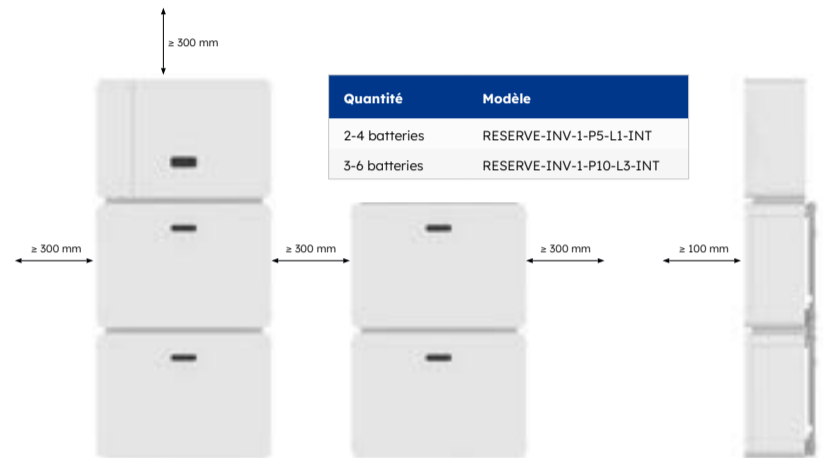 ≥ 300 mm
Quantité Modèle
2-4 batteries RESERVE-INV-1-P5-L1-INT
3-6 batteries RESERVE-INV-1-P10-L3-INT
≥ 300 mm ≥ 300 mm ≥ 300 mm ≥ 100 mm